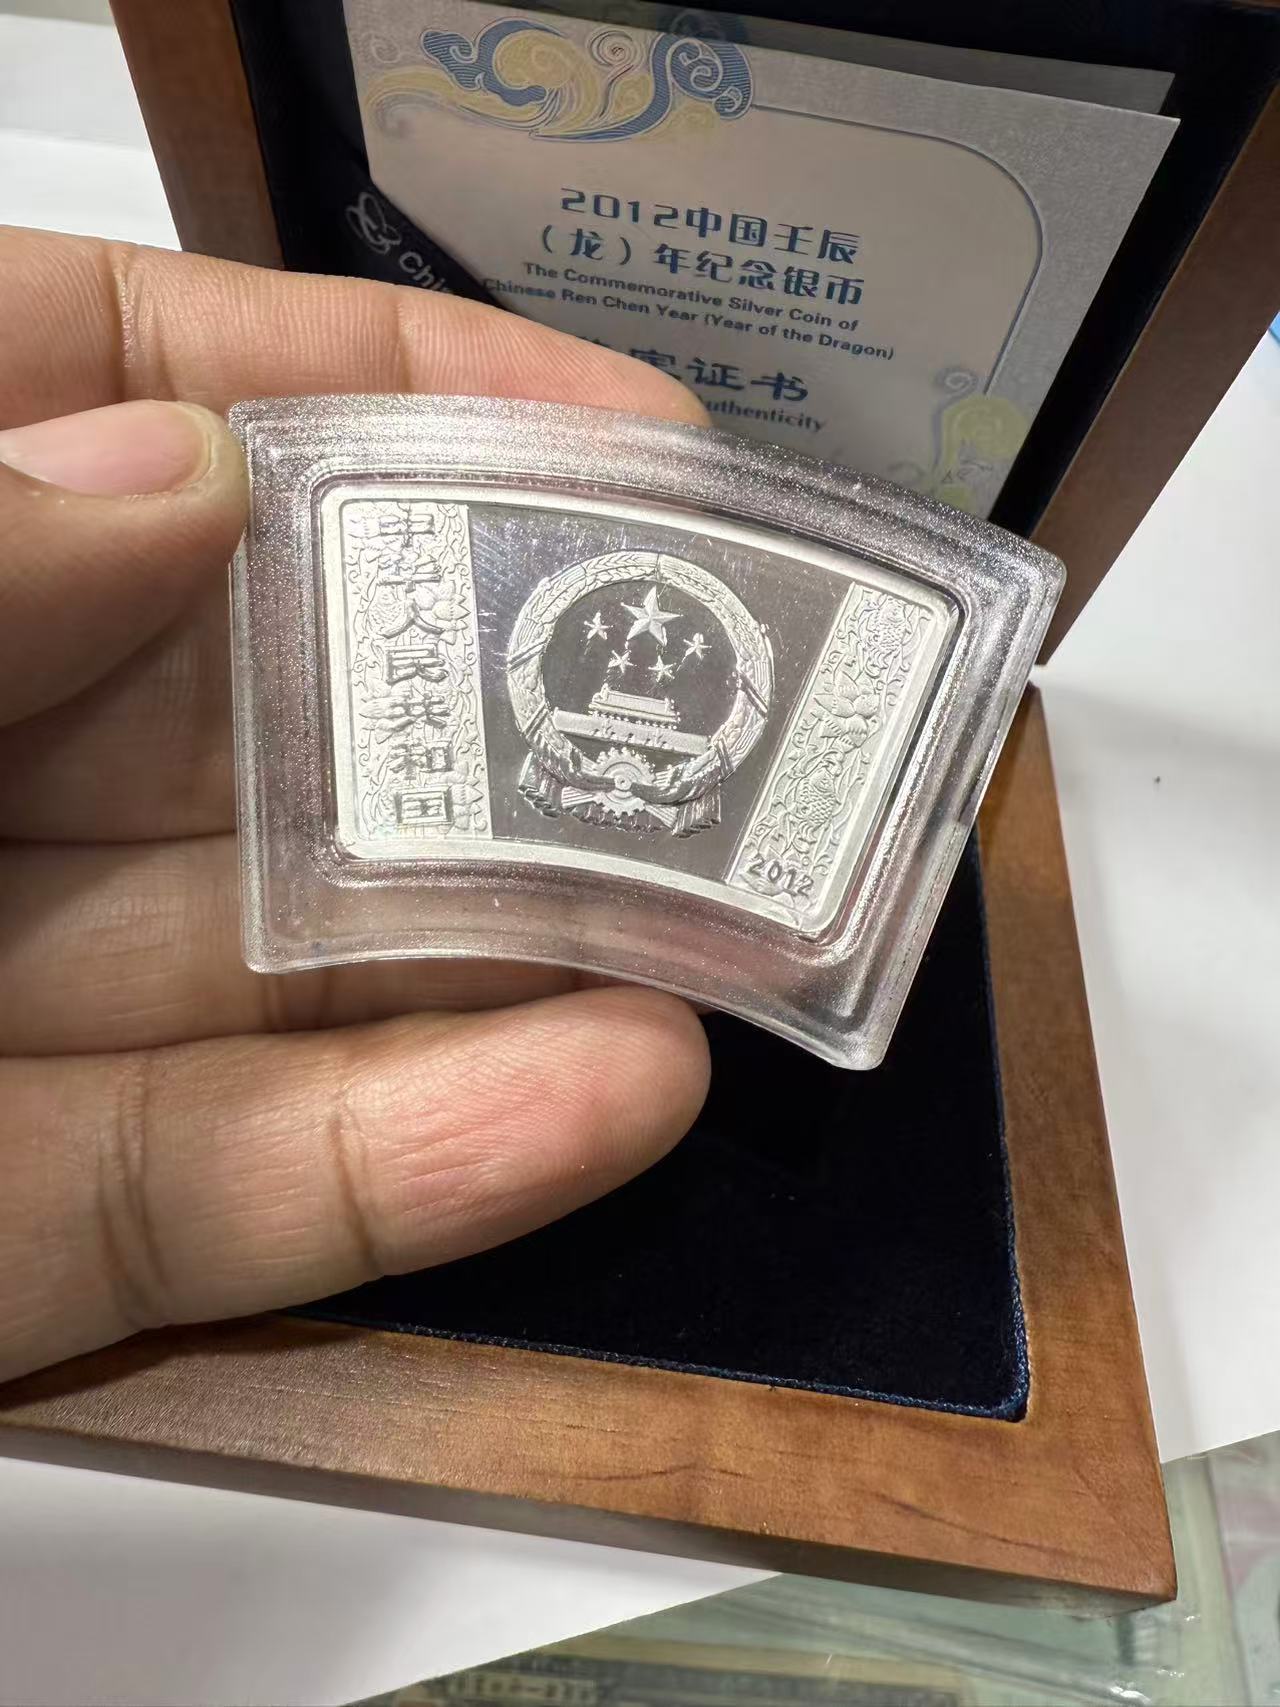 2012中国壬辰
（龙）年纪念银币
The Commemorative Silver Coin of
Chinese Ren Chen Year (Year of the Dragon)
证书
Chi
中华人民共和国
2012